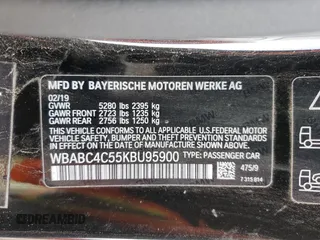 MFD BY BAYERISCHE MOTOREN WERKE AG
02/19
GVWR 5280 lbs 2395 kg
GAWR FRONT 2723 lbs 1235 kg
GAWR REAR 2756 lbs 1250 kg
THIS VEHICLE CONFORMS TO ALL APPLICABLE FEDERAL MOTOR VEHICLE
SAFETY, BUMPER, AND THEFT PREVENTION STANDARDS IN EFFECT
ON THE DATE OF MANUFACTURE SHOWN ABOVE.
WBABC4C55KBU95900 TYPE: PASSENGER CAR
475/9
7 315 814
DREAMBID